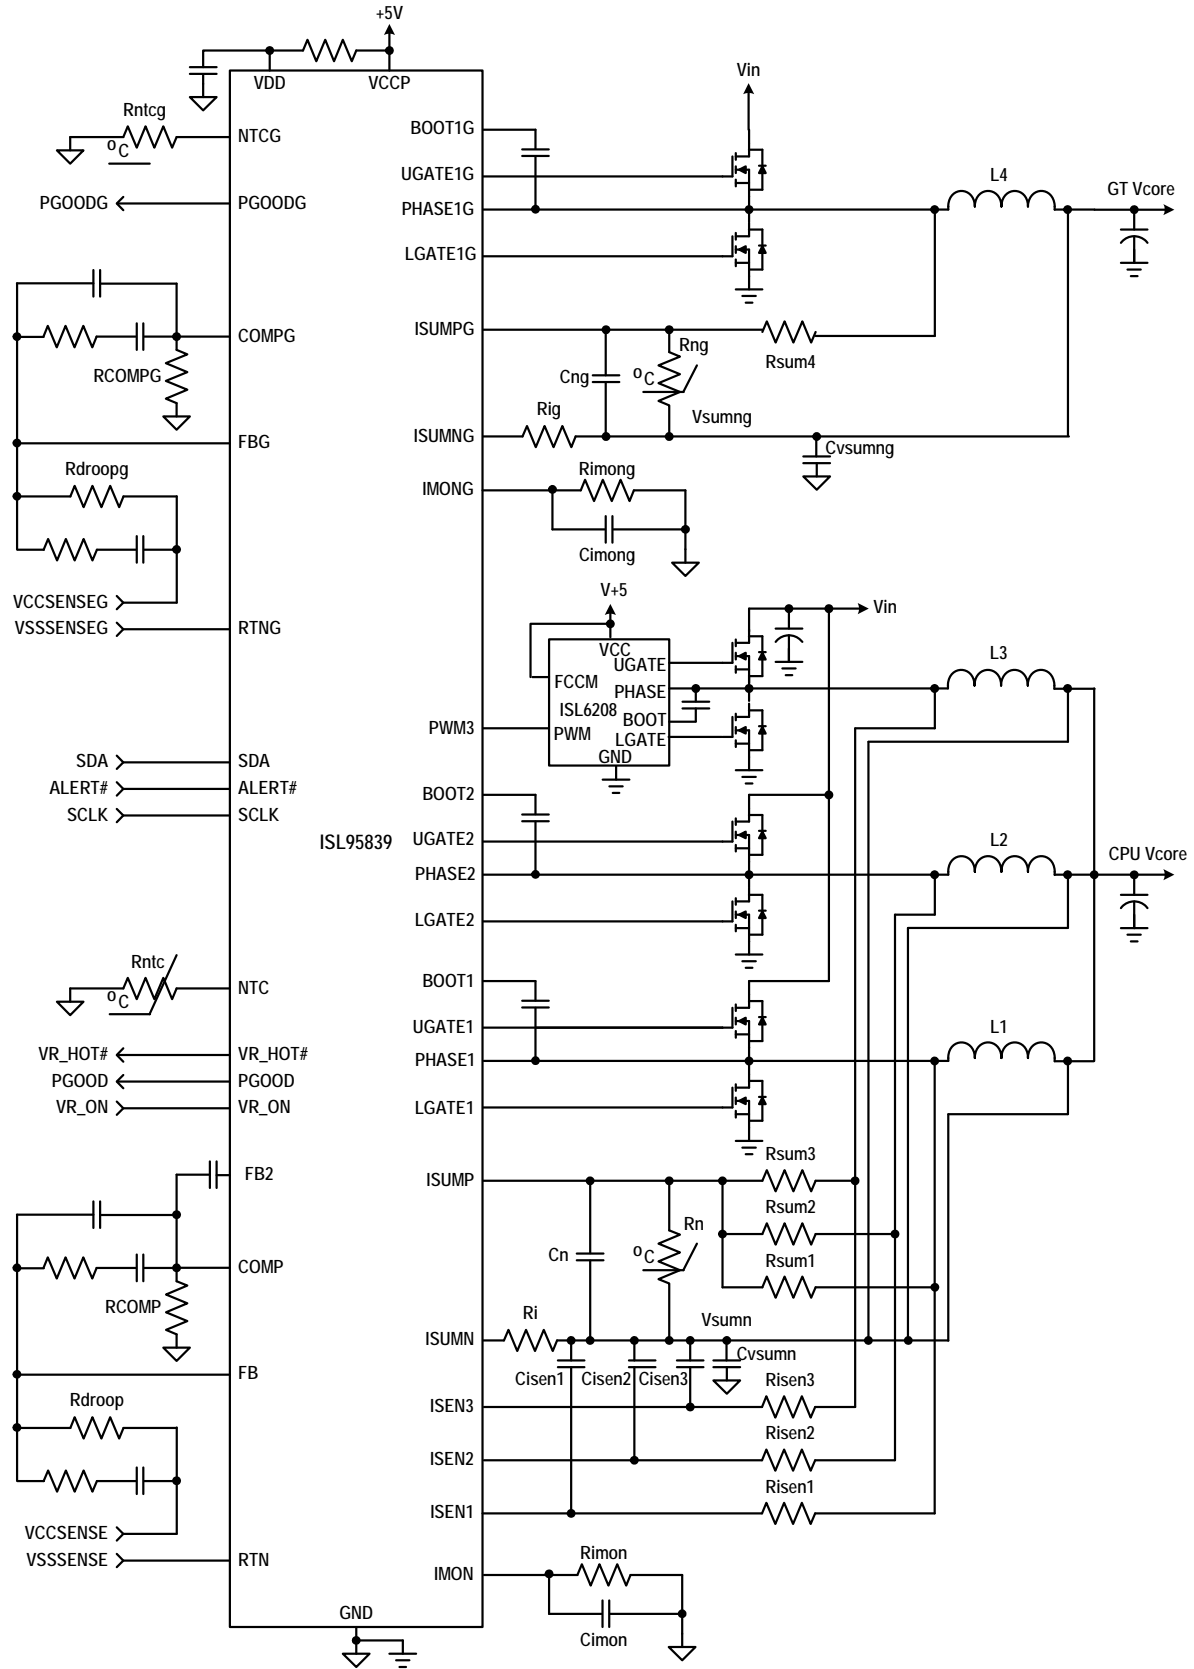 +5V
VDD
VCCP
Rntcg
oC
NTCG
PGOODG
PGOODG
COMPG
RCOMPG
FBG
Rdroopg
VCCSENSEG
VSSSENSEG
RTNG
SDA
SDA
ALERT#
ALERT#
SCLK
SCLK
ISL95839
Rntc
oC
NTC
VR_HOT#
VR_HOT#
PGOOD
PGOOD
VR_ON
VR_ON
FB2
COMP
RCOMP
FB
Rdroop
VCCSENSE
VSSSENSE
RTN
GND
BOOT1G
UGATE1G
PHASE1G
LGATE1G
Vin
L4
GT Vcore
ISUMPG
Rng
Rsum4
Cng
oC
Rig
Vsumng
ISUMNG
Cvsumng
IMONG
Rimong
Cimong
V+5
Vin
VCC
UGATE
FCCM
PHASE
ISL6208
BOOT
PWM
LGATE
GND
PWM3
L3
BOOT2
UGATE2
PHASE2
LGATE2
L2
CPU Vcore
BOOT1
UGATE1
PHASE1
LGATE1
L1
ISUMP
Rsum3
Rsum2
Rsum1
Rn
Cn
oC
Ri
Vsumn
ISUMN
Cvsumn
Cisen1
Cisen2
Cisen3
Risen3
ISEN3
Risen2
ISEN2
Risen1
ISEN1
Rimon
IMON
Cimon